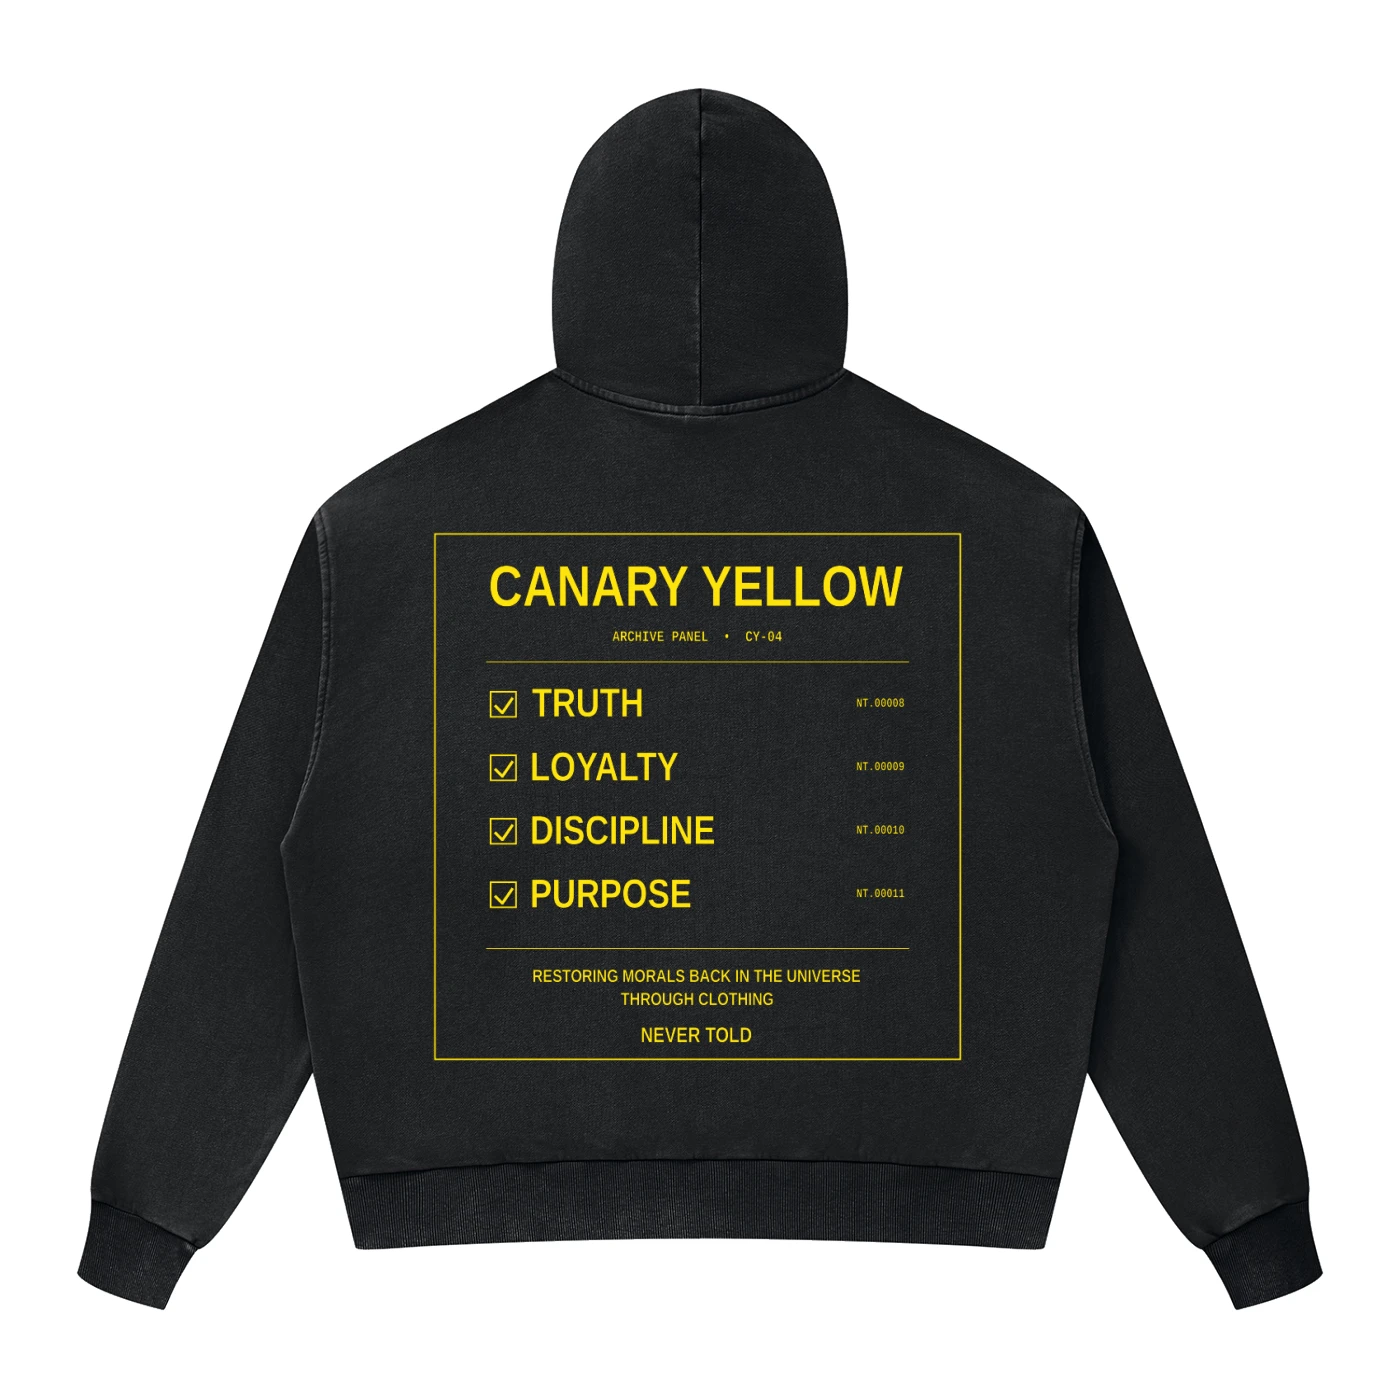 CANARY YELLOW
ARCHIVE PANEL • CY-04
TRUTH NT.00008
LOYALTY NT.00009
DISCIPLINE NT.00010
PURPOSE NT.00011
RESTORING MORALS BACK IN THE UNIVERSE
THROUGH CLOTHING
NEVER TOLD